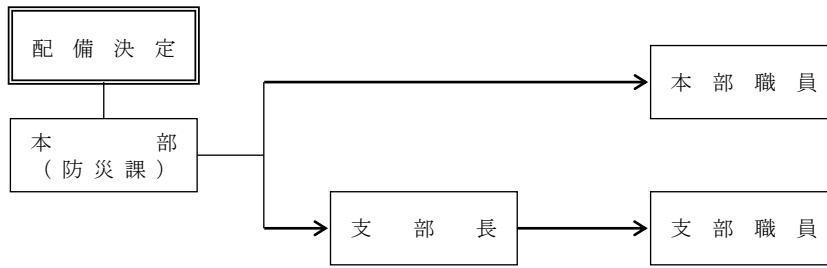 配備決定
本部職員
本部
（防災課）
支部長
支部職員